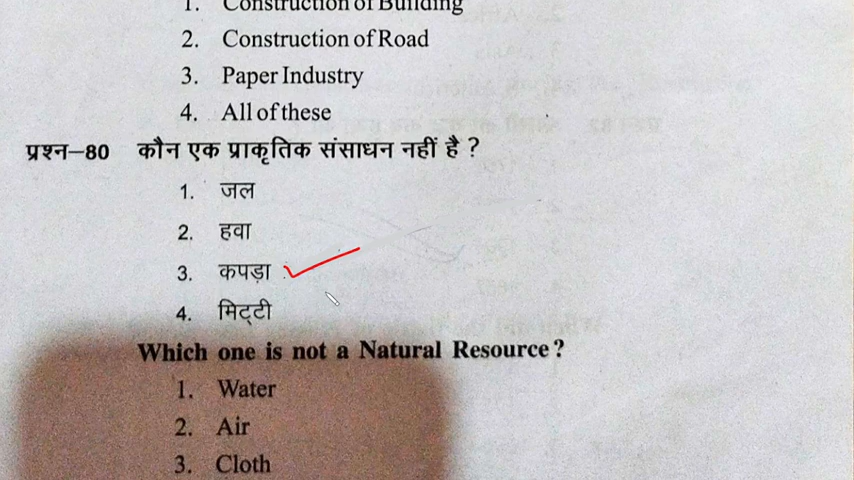 1. Construction of Building
2. Construction of Road
3. Paper Industry
4. All of these
प्रश्न–80 कौन एक प्राकृतिक संसाधन नहीं है ?
1. जल
2. हवा
3. कपड़ा
4. मिट्टी
Which one is not a Natural Resource?
1. Water
2. Air
3. Cloth